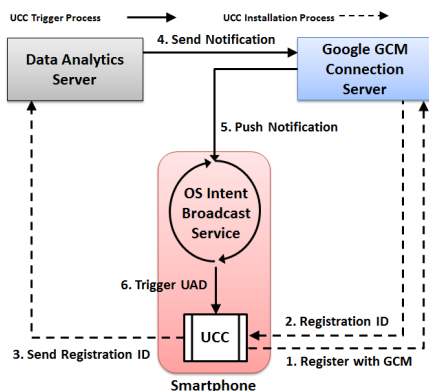 UCC Trigger Process
UCC Installation Process
4. Send Notification
Data Analytics
Server
Google GCM
Connection
Server
5. Push Notification
OS Intent
Broadcast
Service
6. Trigger UAD
UCC
2. Registration ID
3. Send Registration ID
1. Register with GCM
Smartphone